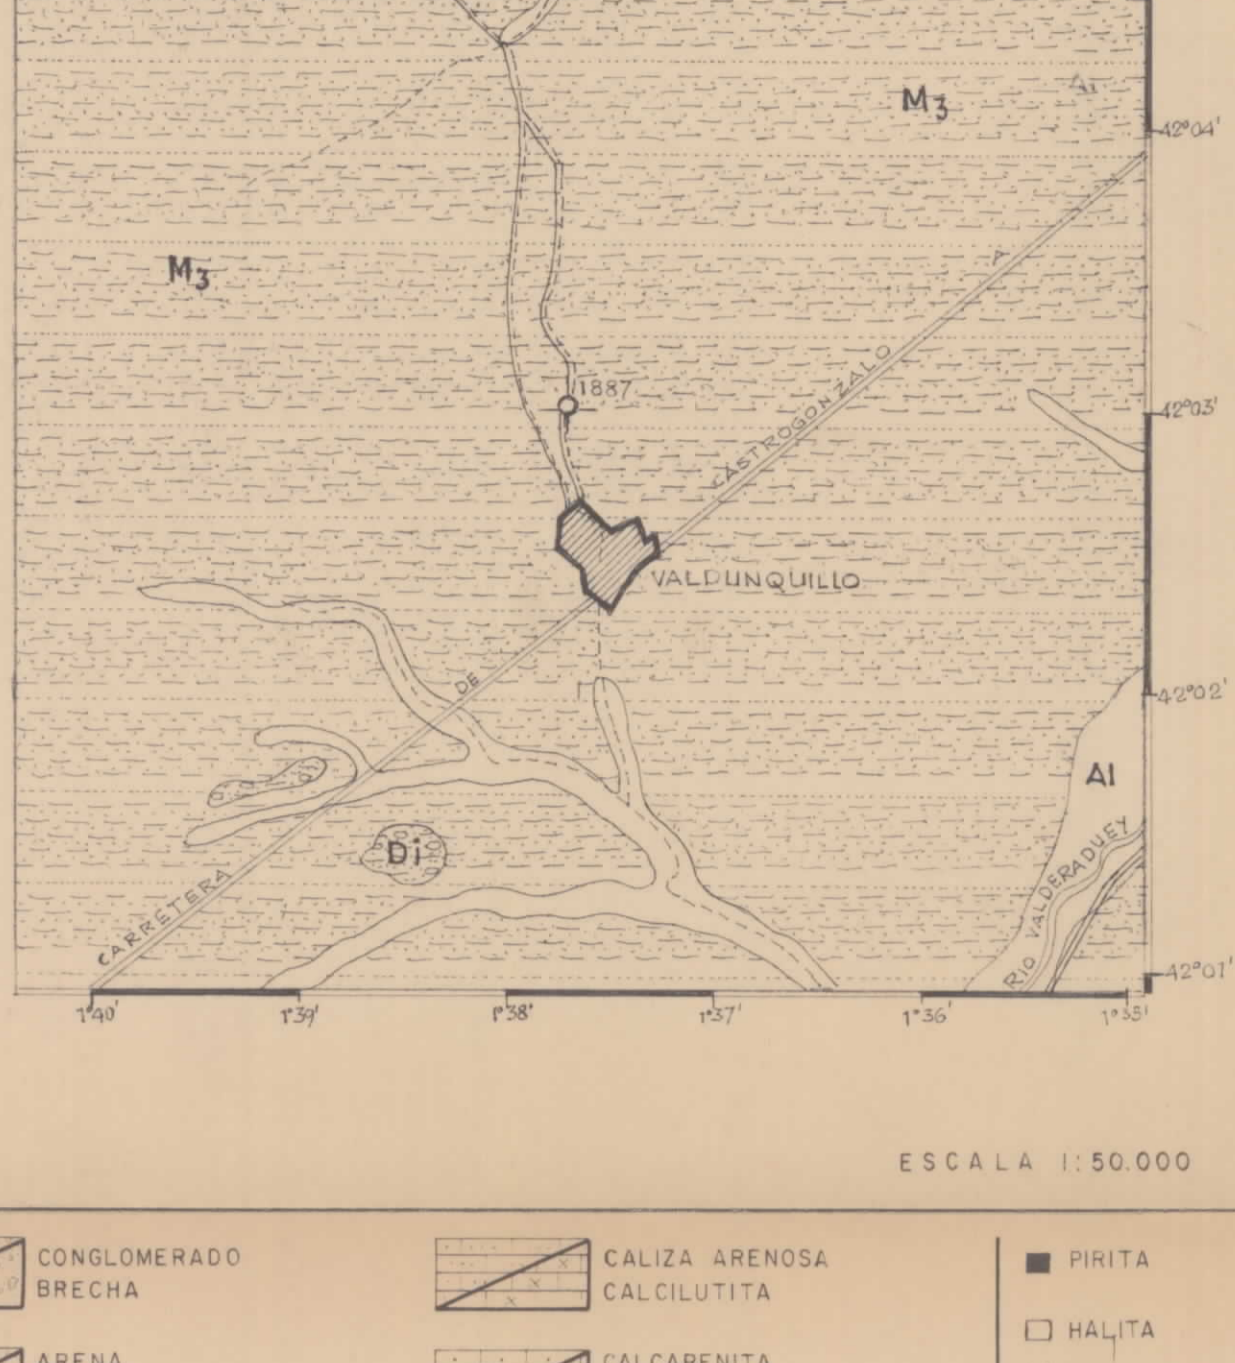 M3
42°04'
A
M3
1887
CASTROGONZALO
42°03'
VALDUNQUILLO
DE
42°02'
Al
Di
RIO VALDERADUEY
CARRETERA
42°01'
1°40' 1°39' 1°38' 1°37' 1°36' 1°35'
ESCALA 1:50.000
CONGLOMERADO
BRECHA
CALIZA ARENOSA
CALCILUTITA
PIRITA
HALITA
ARENA
CALCARENITA